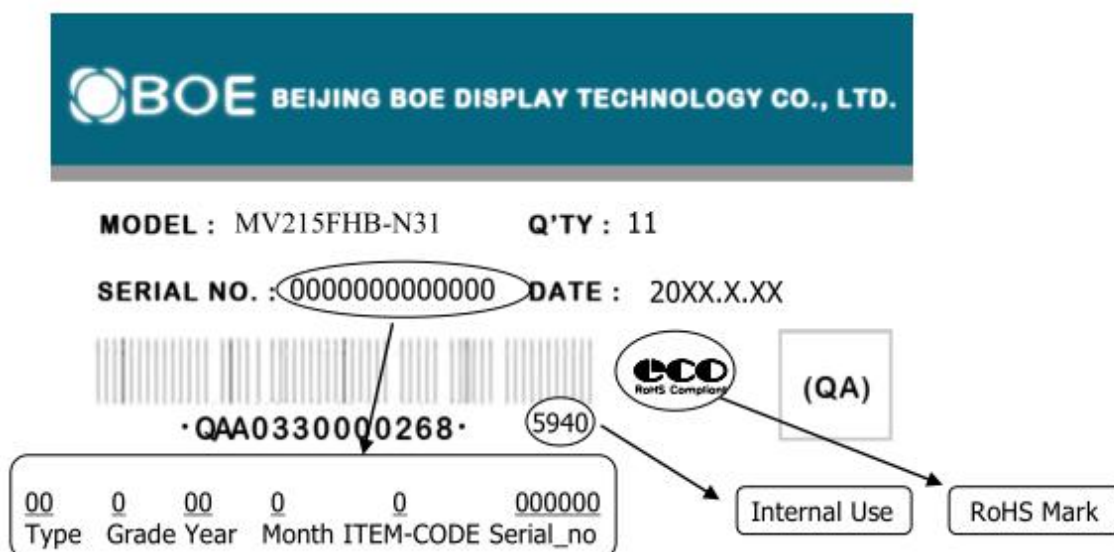 BOE BEIJING BOE DISPLAY TECHNOLOGY CO., LTD.
MODEL : MV215FHB-N31 Q'TY : 11
SERIAL NO. : 0000000000000 DATE : 20XX.X.XX
eco
RoHS Compliant
(QA)
·QAA0330000268· 5940
00 0 00 0 0 000000
Type Grade Year Month ITEM-CODE Serial_no
Internal Use RoHS Mark